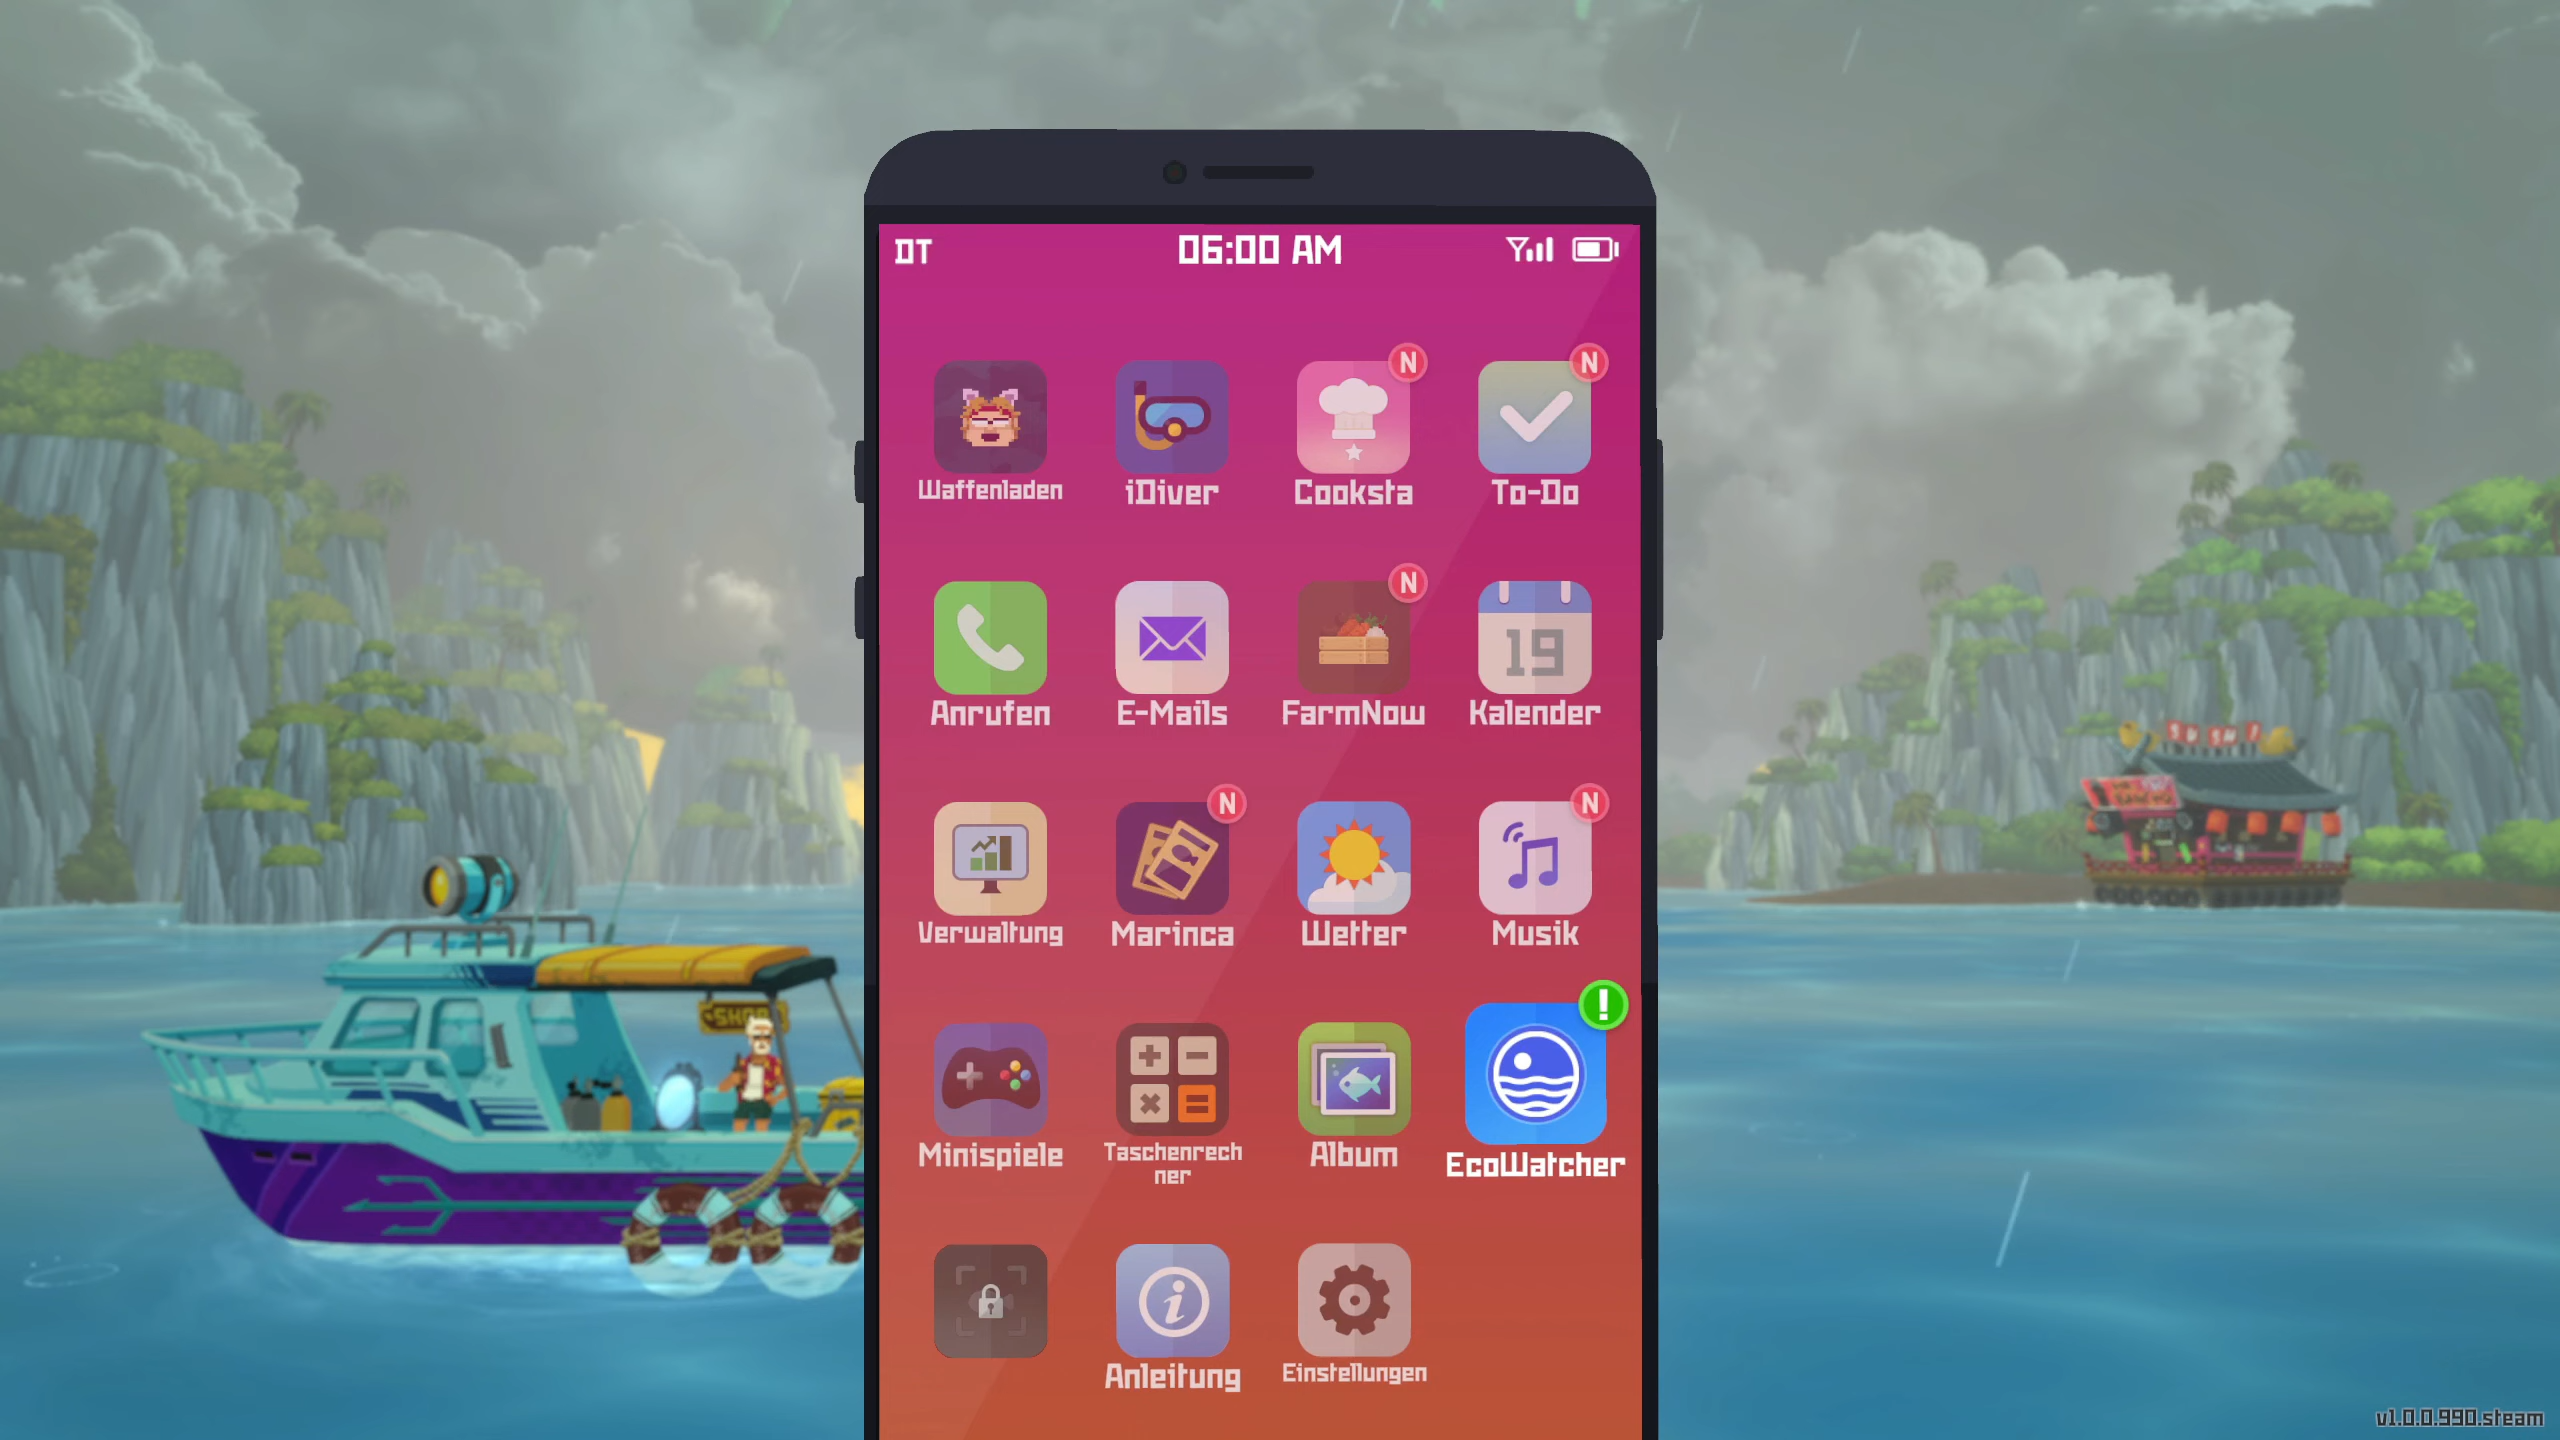 DT
06:00 AM
N
N
Waffenladen
iDiver
Cooksta
To-Do
N
19
Anrufen
E-Mails
FarmNow
Kalender
N
N
Verwaltung
Marinca
Wetter
Musik
!
Minispiele
Taschenrech
ner
Album
EcoWatcher
Anleitung
Einstellungen
SUSHI
v1.0.0.990.steam